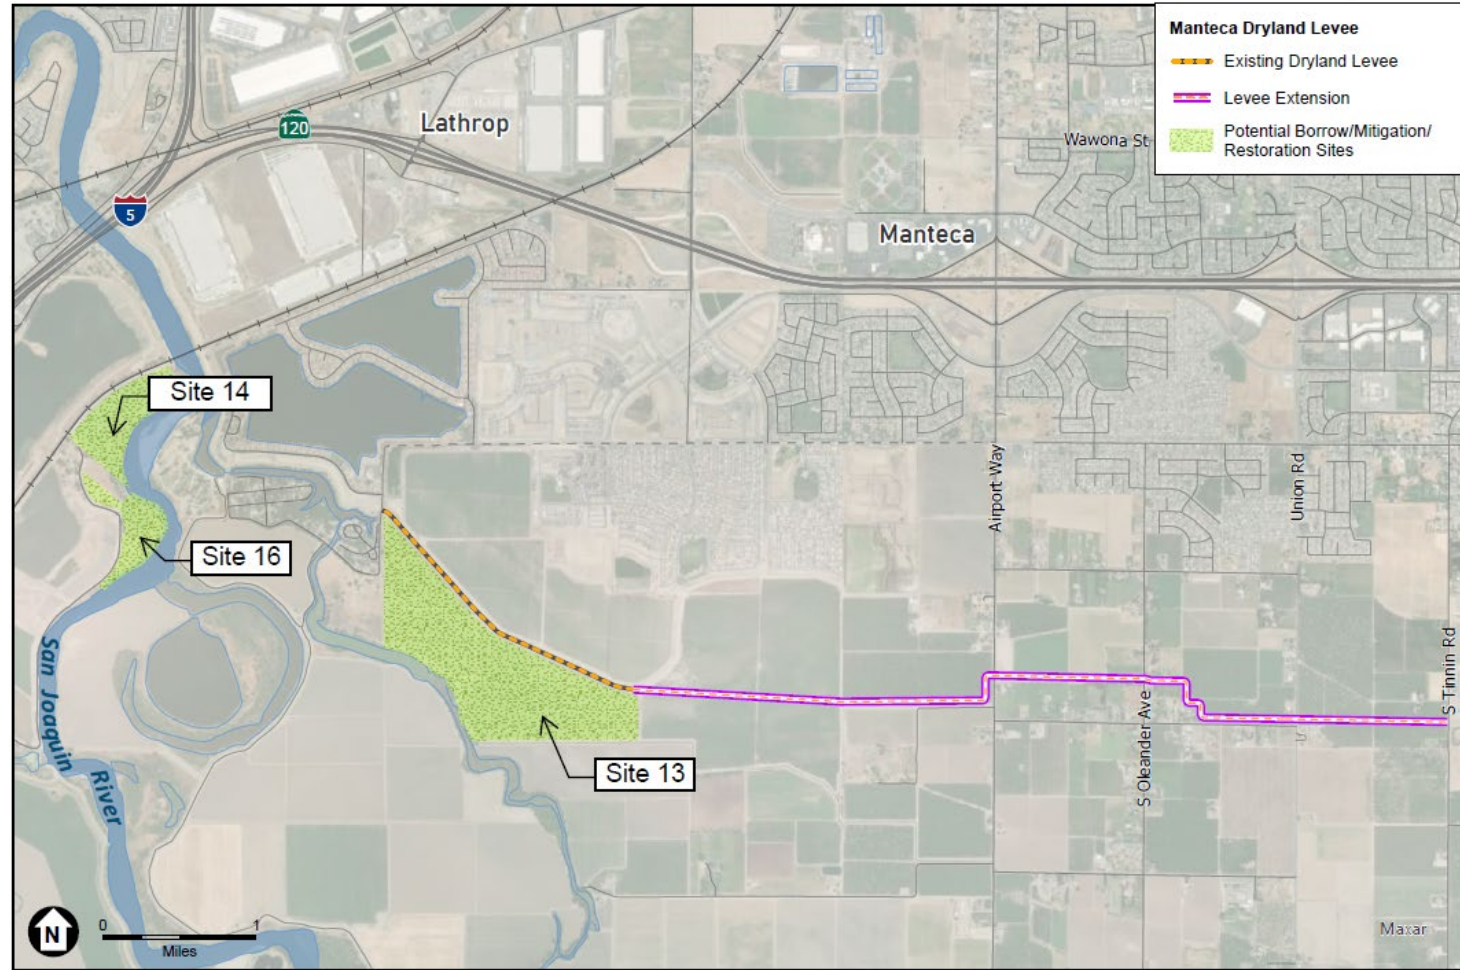 Manteca Dryland Levee
Existing Dryland Levee
Levee Extension
Potential Borrow/Mitigation/
Restoration Sites
120
Lathrop
Wawona St
5
Manteca
Site 14
Airport Way
Union Rd
Site 16
San Joaquin
River
S Tinnin Rd
S Oleander Ave
Site 13
N
0 1
Miles
Maxar